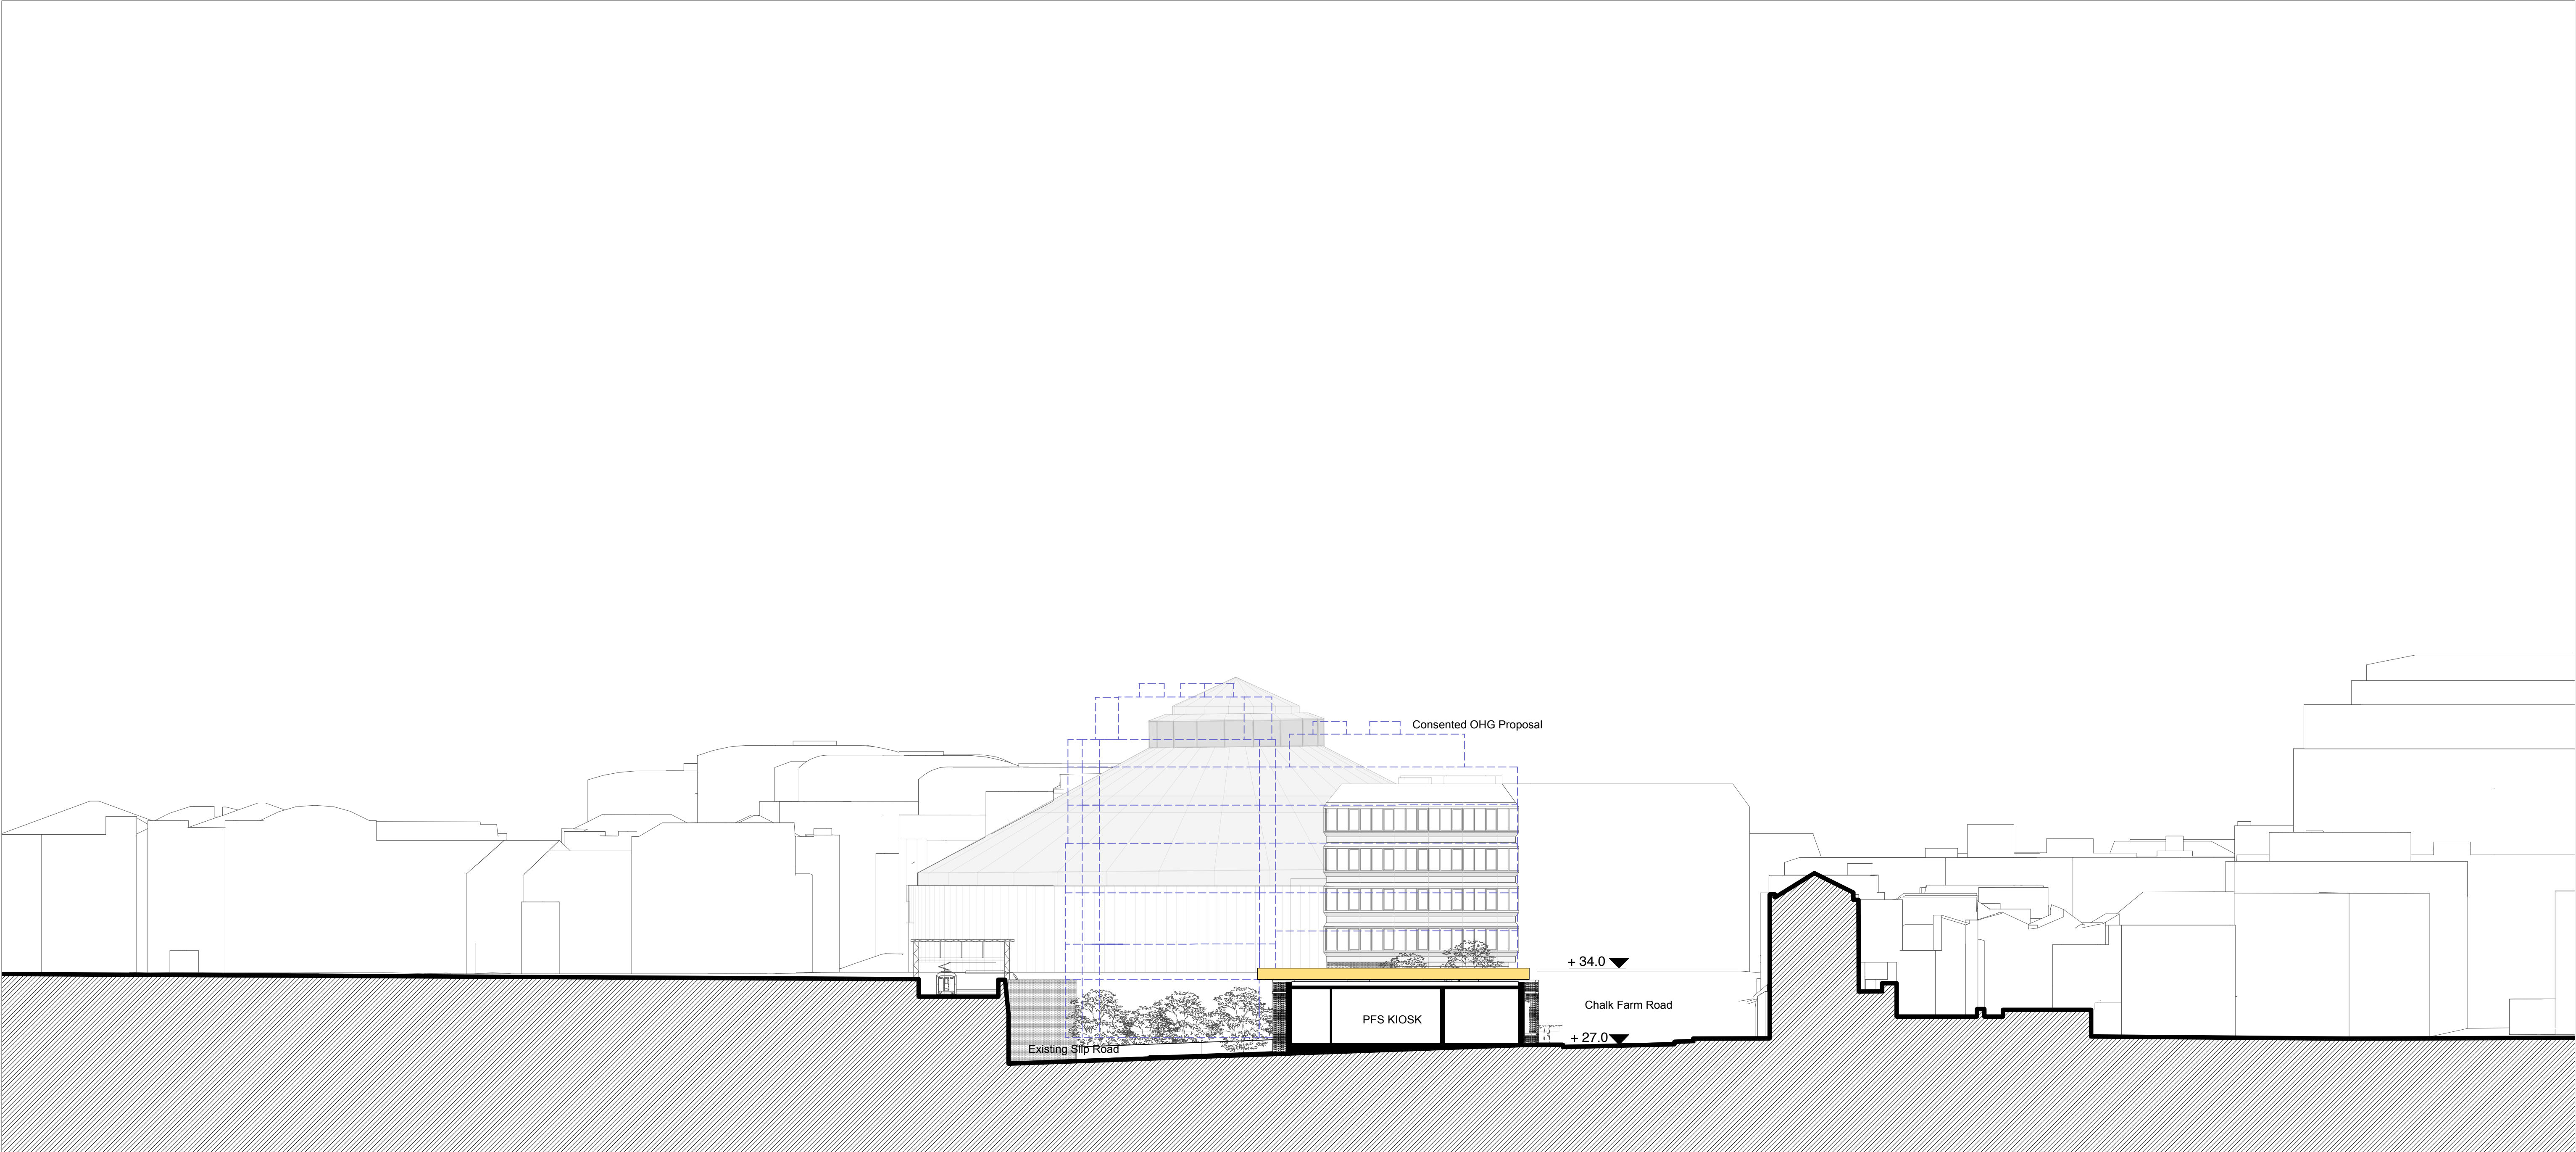 Consented OHG Proposal
+ 34.0
Chalk Farm Road
PFS KIOSK
+ 27.0
Existing Slip Road